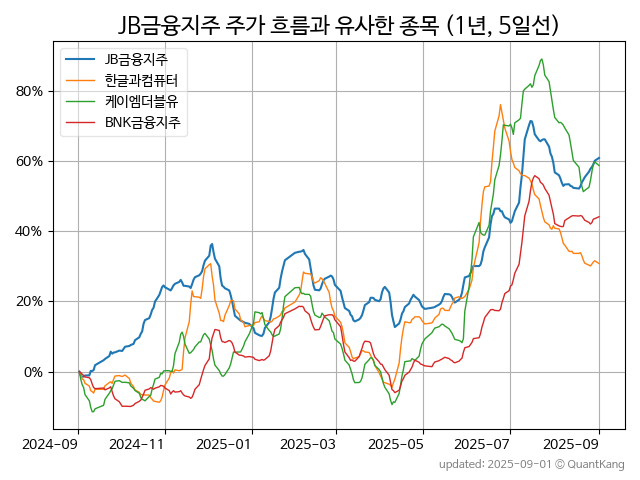 JB금융지주 주가 흐름과 유사한 종목 (1년, 5일선)
JB금융지주
한글과컴퓨터
케이엠더블유
BNK금융지주
80%
60%
40%
20%
0%
2024-09 2024-11 2025-01 2025-03 2025-05 2025-07 2025-09
updated: 2025-09-01 © QuantKang